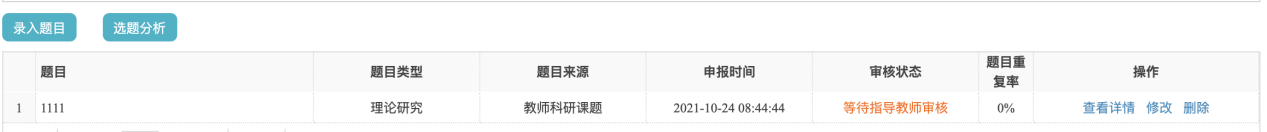 录入题目 选题分析
题目 题目类型 题目来源 申报时间 审核状态 题目重复率 操作
1 1111 理论研究 教师科研课题 2021-10-24 08:44:44 等待指导教师审核 0% 查看详情 修改 删除